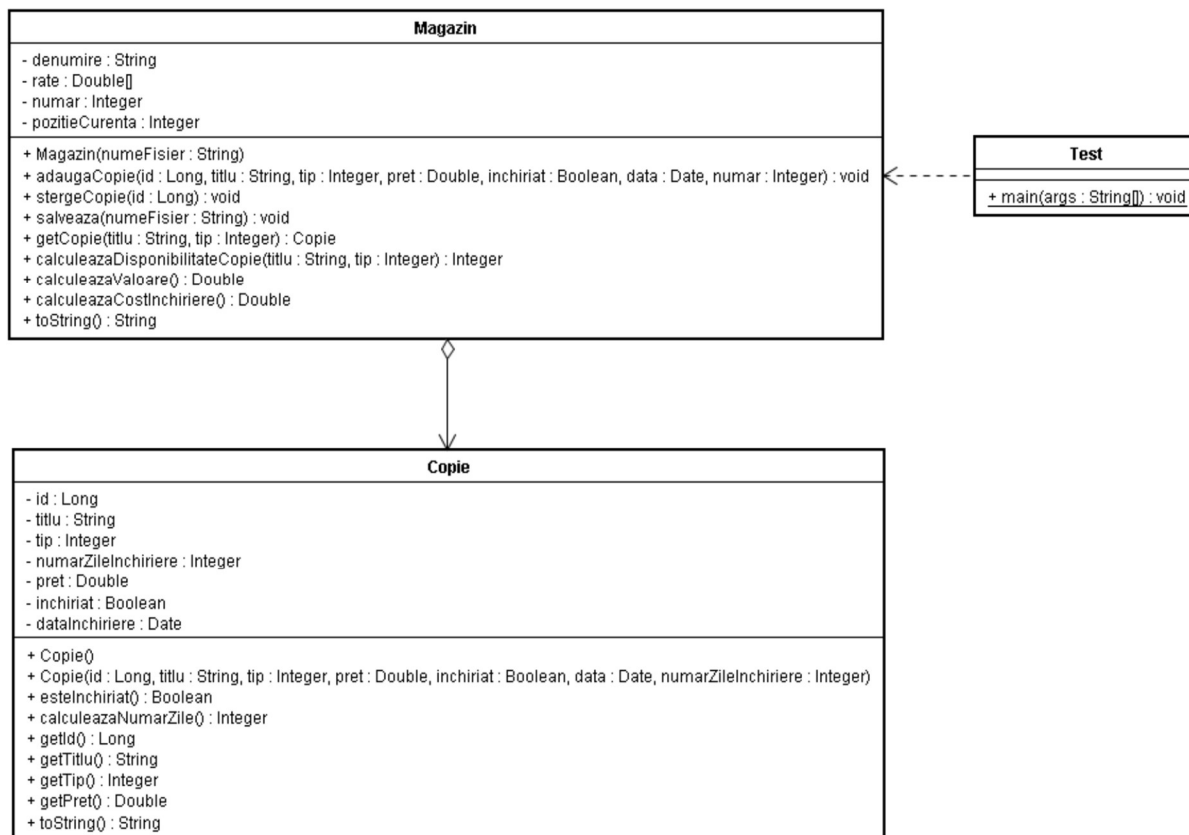 Magazin
- denumire : String
- rate : Double[]
- numar : Integer
- pozitieCurenta : Integer
+ Magazin(numeFisier : String)
+ adaugaCopie(id : Long, titlu : String, tip : Integer, pret : Double, inchiriat : Boolean, data : Date, numar : Integer) : void
+ stergeCopie(id : Long) : void
+ salveaza(numeFisier : String) : void
+ getCopie(titlu : String, tip : Integer) : Copie
+ calculeazaDisponibilitateCopie(titlu : String, tip : Integer) : Integer
+ calculeazaValoare() : Double
+ calculeazaCostInchiriere() : Double
+ toString() : String
Test
+ main(args : String[]) : void
Copie
- id : Long
- titlu : String
- tip : Integer
- numarZileInchiriere : Integer
- pret : Double
- inchiriat : Boolean
- dataInchiriere : Date
+ Copie()
+ Copie(id : Long, titlu : String, tip : Integer, pret : Double, inchiriat : Boolean, data : Date, numarZileInchiriere : Integer)
+ esteInchiriat() : Boolean
+ calculeazaNumarZile() : Integer
+ getId() : Long
+ getTitlu() : String
+ getTip() : Integer
+ getPret() : Double
+ toString() : String